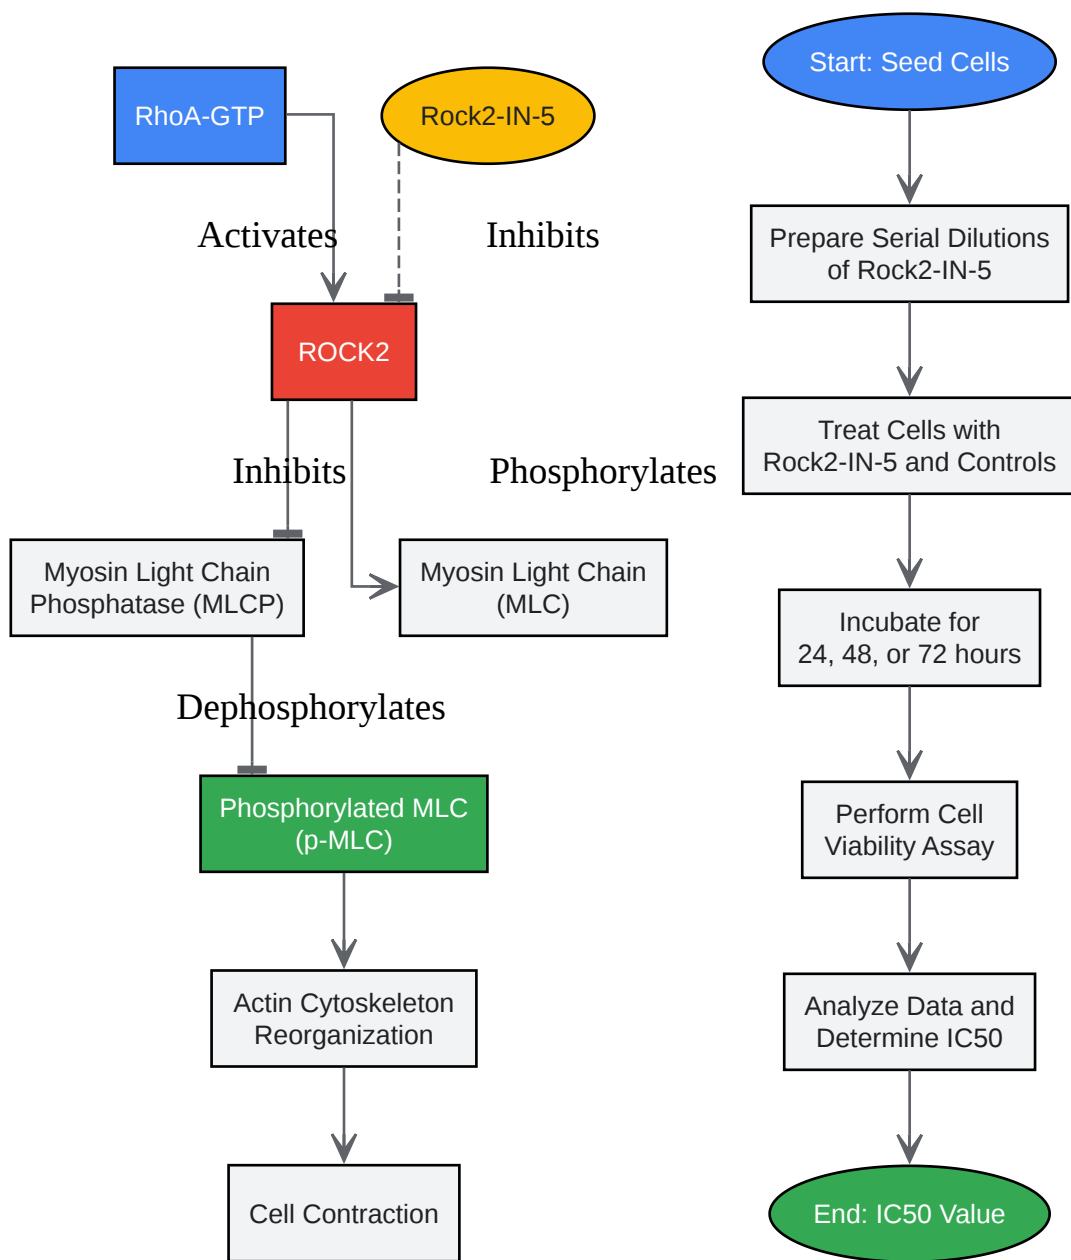 RhoA-GTP
Rock2-IN-5
Activates
Inhibits
ROCK2
Inhibits
Phosphorylates
Myosin Light Chain
Phosphatase (MLCP)
Myosin Light Chain
(MLC)
Dephosphorylates
Phosphorylated MLC
(p-MLC)
Actin Cytoskeleton
Reorganization
Cell Contraction
Start: Seed Cells
Prepare Serial Dilutions
of Rock2-IN-5
Treat Cells with
Rock2-IN-5 and Controls
Incubate for
24, 48, or 72 hours
Perform Cell
Viability Assay
Analyze Data and
Determine IC50
End: IC50 Value